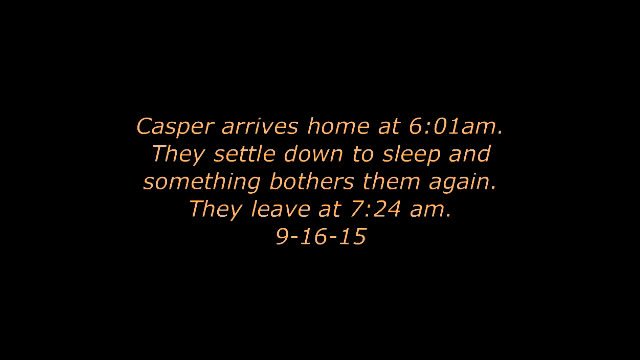 Casper arrives home at 6:01am.
They settle down to sleep and
something bothers them again.
They leave at 7:24 am.
9-16-15